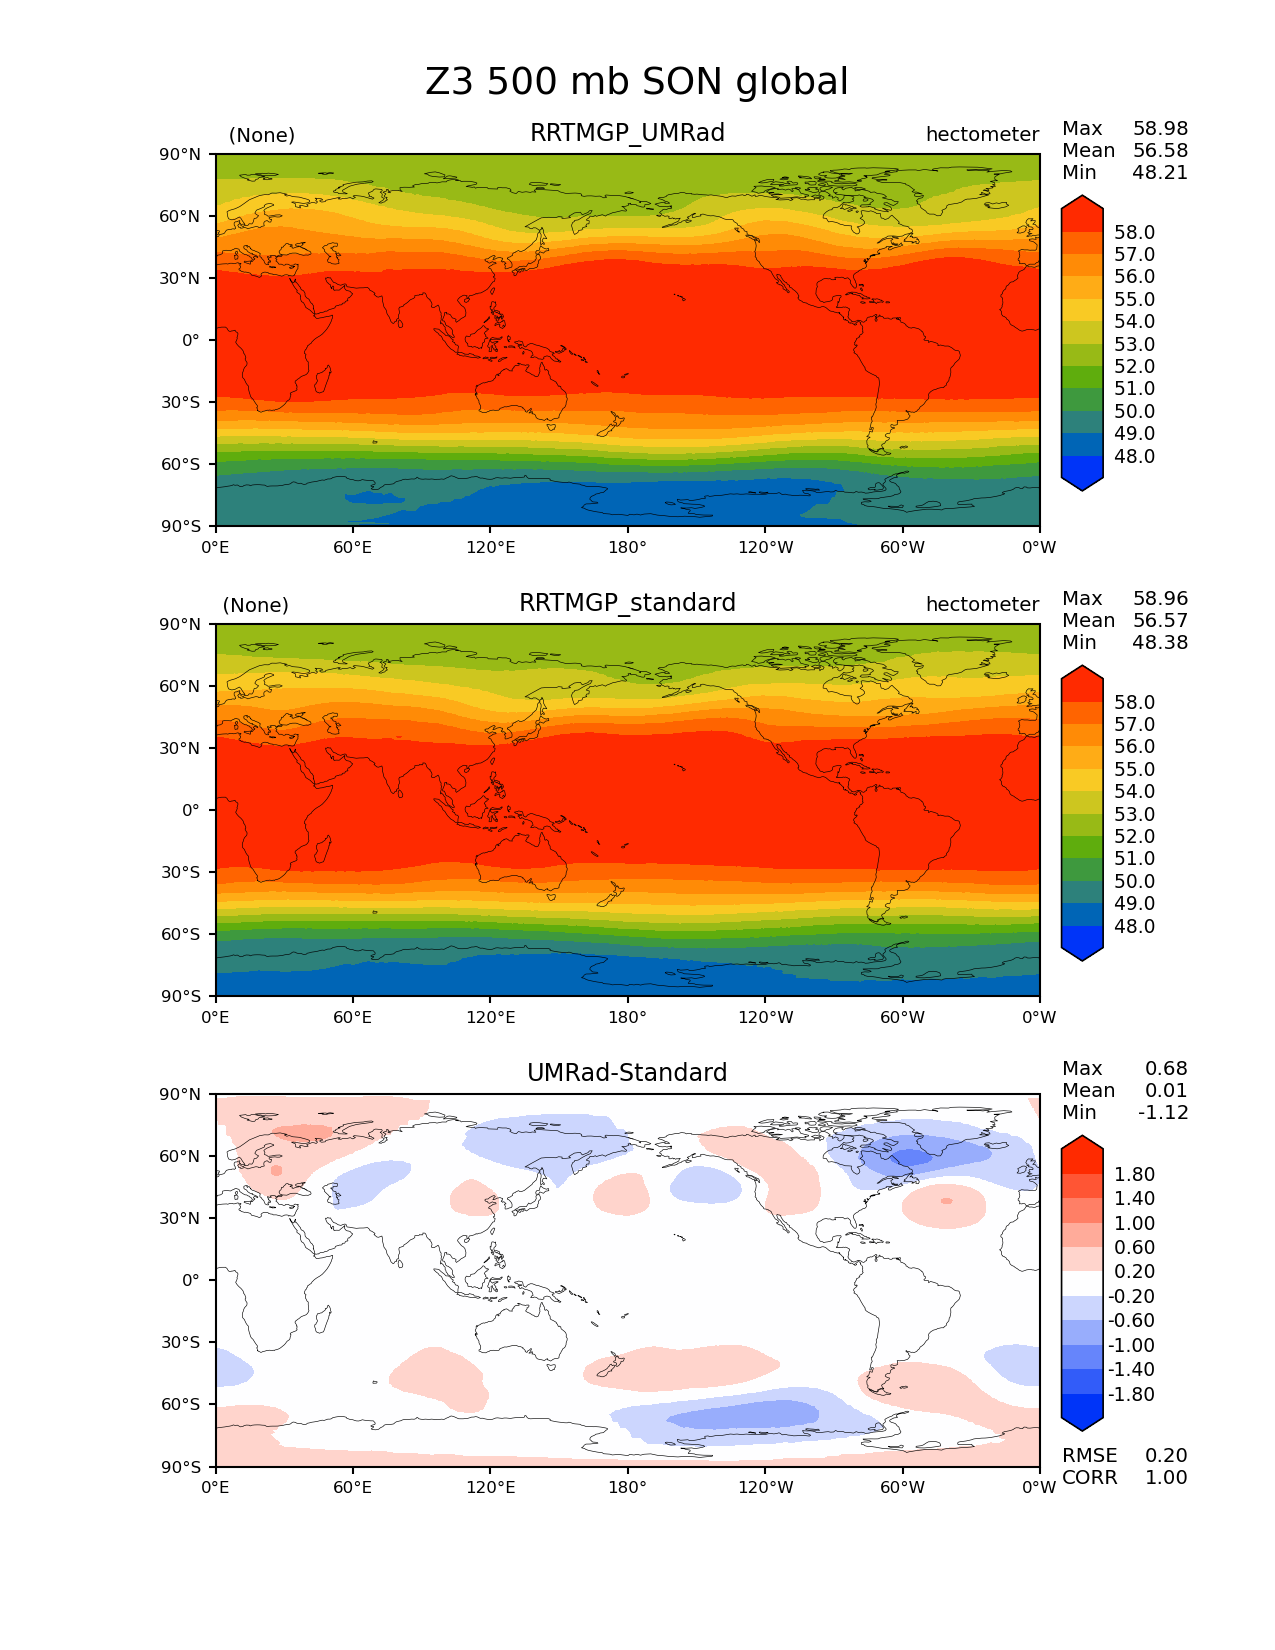 Z3 500 mb SON global
(None) RRTMGP_UMRad hectometer
Max 58.98
Mean 56.58
Min 48.21
90°N
60°N
30°N
0°
30°S
60°S
90°S
0°E 60°E 120°E 180° 120°W 60°W 0°W
58.0
57.0
56.0
55.0
54.0
53.0
52.0
51.0
50.0
49.0
48.0
(None) RRTMGP_standard hectometer
Max 58.96
Mean 56.57
Min 48.38
90°N
60°N
30°N
0°
30°S
60°S
90°S
0°E 60°E 120°E 180° 120°W 60°W 0°W
58.0
57.0
56.0
55.0
54.0
53.0
52.0
51.0
50.0
49.0
48.0
UMRad-Standard
Max 0.68
Mean 0.01
Min -1.12
90°N
60°N
30°N
0°
30°S
60°S
90°S
0°E 60°E 120°E 180° 120°W 60°W 0°W
1.80
1.40
1.00
0.60
0.20
-0.20
-0.60
-1.00
-1.40
-1.80
RMSE 0.20
CORR 1.00